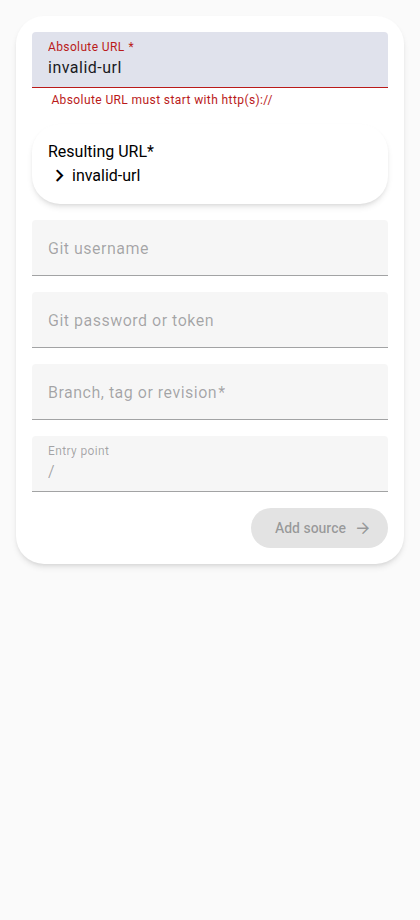 Absolute URL *
invalid-url
Absolute URL must start with http(s)://
Resulting URL*
invalid-url
Git username
Git password or token
Branch, tag or revision*
Entry point
/
Add source